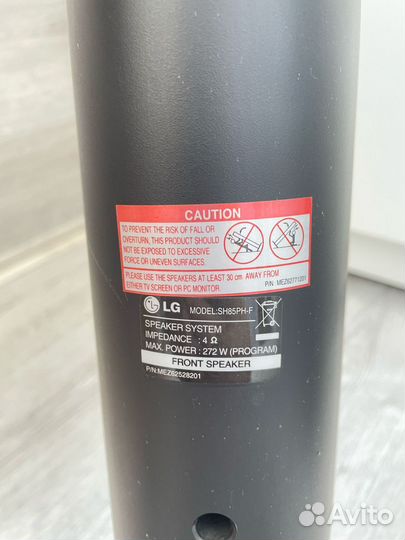 CAUTION
TO PREVENT THE RISK OF FALL OR
OVERTURN, THIS PRODUCT SHOULD
NOT BE EXPOSED TO EXCESSIVE
FORCE OR UNEVEN SURFACES.
PLEASE USE THE SPEAKERS AT LEAST 30 cm AWAY FROM
EITHER TV SCREEN OR PC MONITOR.
P/N: MEZ62771201
LG
MODEL:SH85PH-F
SPEAKER SYSTEM
IMPEDANCE : 4 Ω
MAX. POWER : 272 W (PROGRAM)
FRONT SPEAKER
P/N:MEZ62528201
Avito